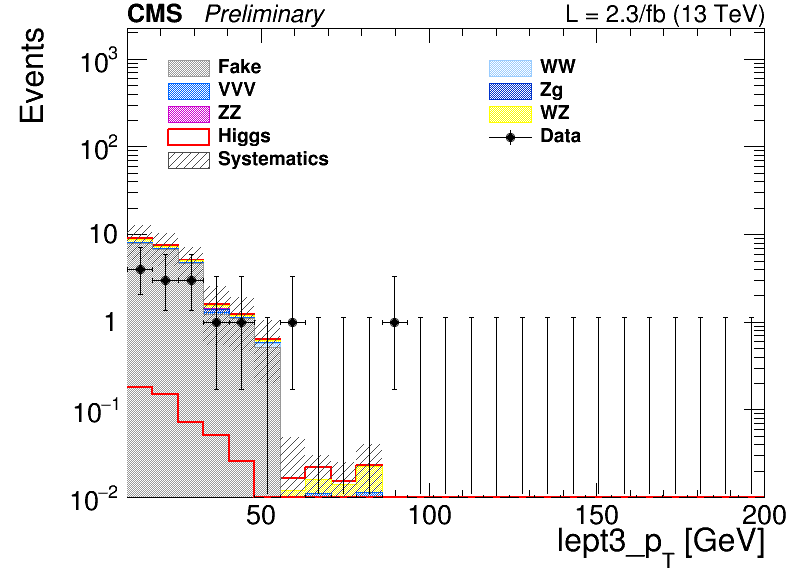 CMS Preliminary L = 2.3/fb (13 TeV)
Events
10³
10²
10
1
10⁻¹
10⁻²
Fake
VVV
ZZ
Higgs
Systematics
WW
Zg
WZ
Data
50 100 150 200
lept3_p_T [GeV]